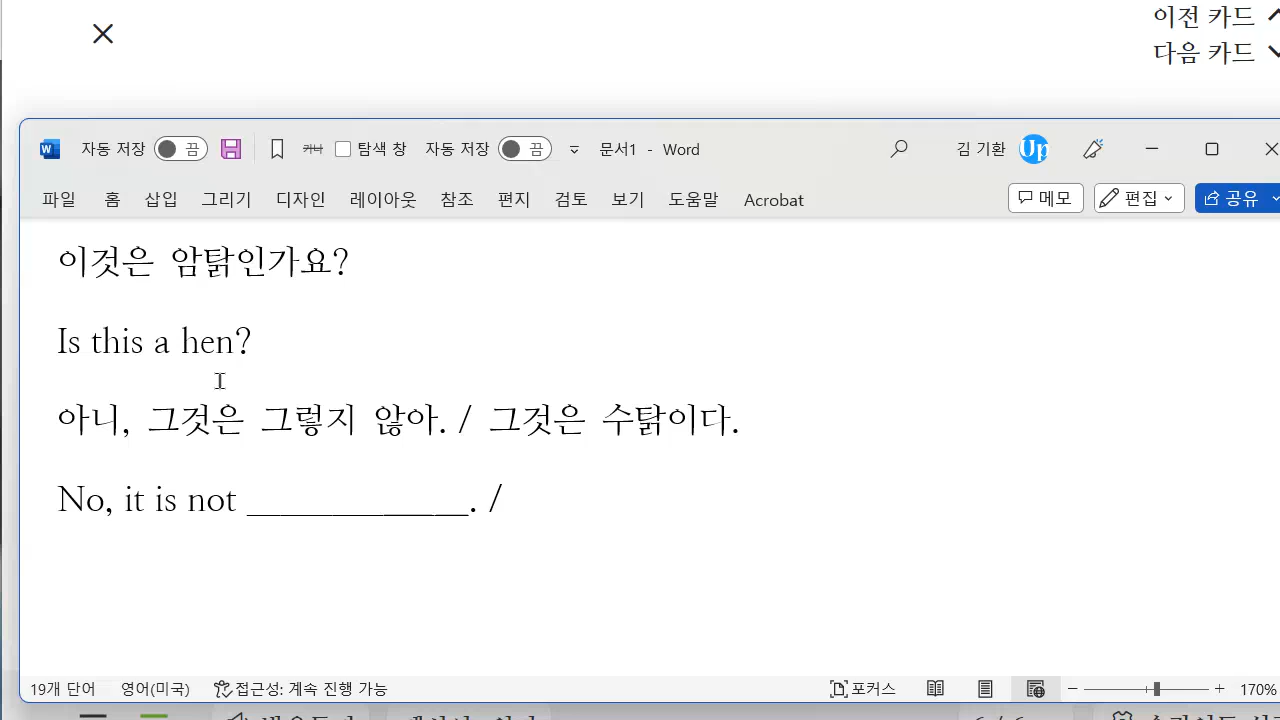 이전 카드
다음 카드
자동 저장 끔 탐색 창 자동 저장 끔 문서1 - Word 김 기환 Up
파일 홈 삽입 그리기 디자인 레이아웃 참조 편지 검토 보기 도움말 Acrobat 메모 편집 공유
이것은 암탉인가요?
Is this a hen?
아니, 그것은 그렇지 않아. / 그것은 수탉이다.
No, it is not ____________. /
19개 단어 영어(미국) 접근성: 계속 진행 가능 포커스 170%